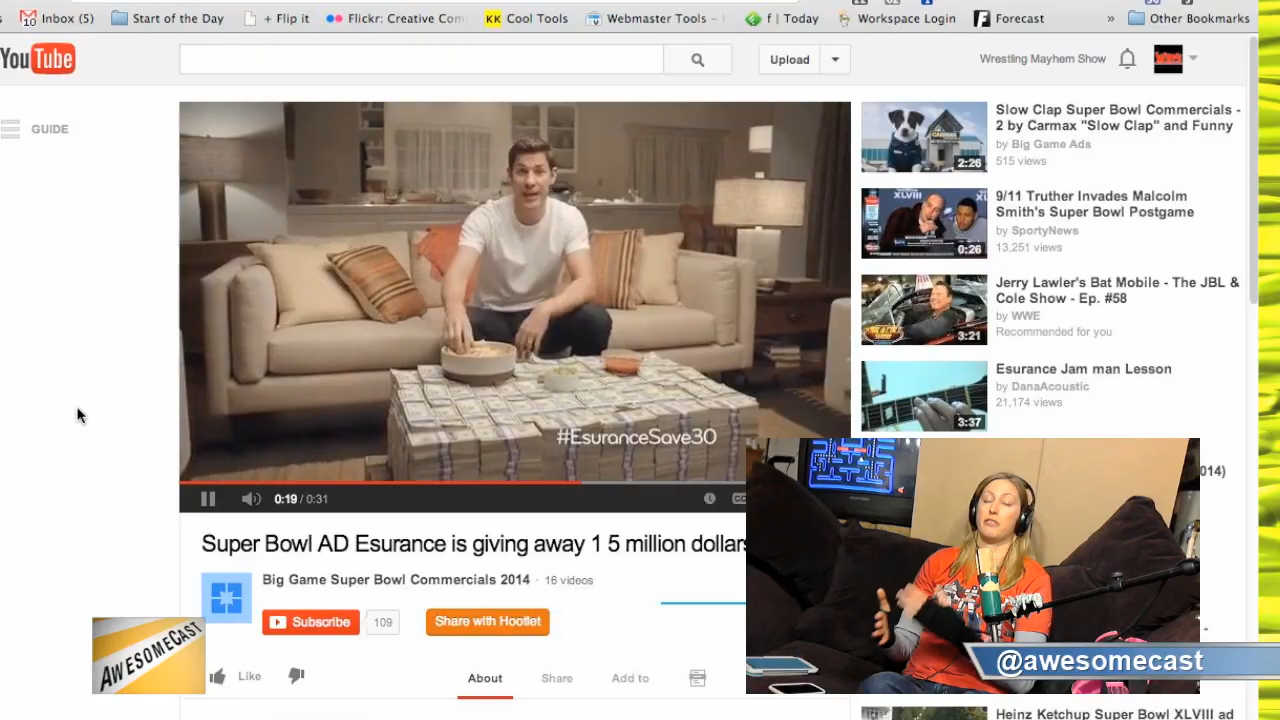 Inbox (5) Start of the Day + Flip it Flickr: Creative Com KK Cool Tools Webmaster Tools - f | Today Workspace Login Forecast » Other Bookmarks
YouTube Upload Wrestling Mayhem Show
GUIDE
Slow Clap Super Bowl Commercials -
2 by Carmax "Slow Clap" and Funny
by Big Game Ads
515 views
2:26
9/11 Truther Invades Malcolm
Smith's Super Bowl Postgame
by SportyNews
13,251 views
XLVIII
0:26
Jerry Lawler's Bat Mobile - The JBL &
Cole Show - Ep. #58
by WWE
Recommended for you
3:21
Esurance Jam man Lesson
by DanaAcoustic
21,174 views
3:37
#EsuranceSave30
014)
0:19 / 0:31
Super Bowl AD Esurance is giving away 1 5 million dollars
Big Game Super Bowl Commercials 2014 · 16 videos
Subscribe 109 Share with Hootlet
AWESOMECAST
@awesomecast
Like About Share Add to
Heinz Ketchup Super Bowl XLVIII ad